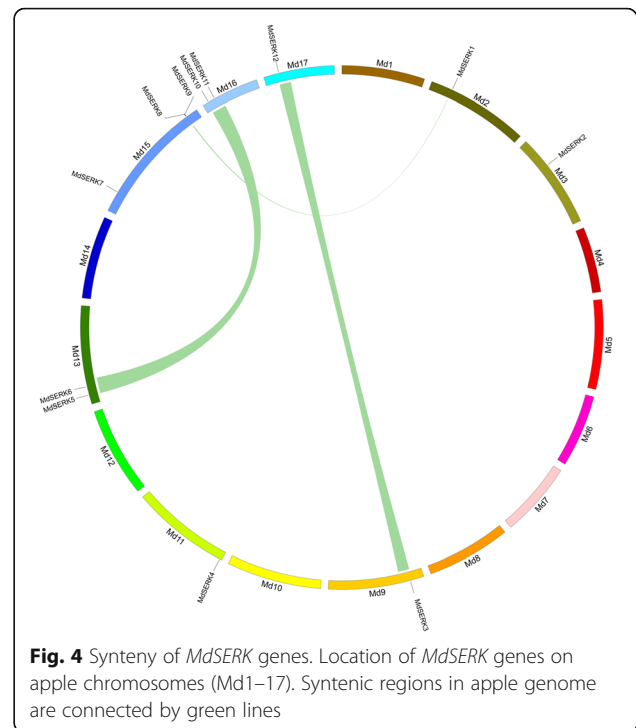 MdSERK12
MdSERK11
MdSERK10
MdSERK9
MdSERK8
MdSERK7
MdSERK6
MdSERK5
MdSERK4
MdSERK3
MdSERK2
MdSERK1
Md1
Md2
Md3
Md4
Md5
Md6
Md7
Md8
Md9
Md10
Md11
Md12
Md13
Md14
Md15
Md16
Md17
Fig. 4 Synteny of MdSERK genes. Location of MdSERK genes on
apple chromosomes (Md1–17). Syntenic regions in apple genome
are connected by green lines